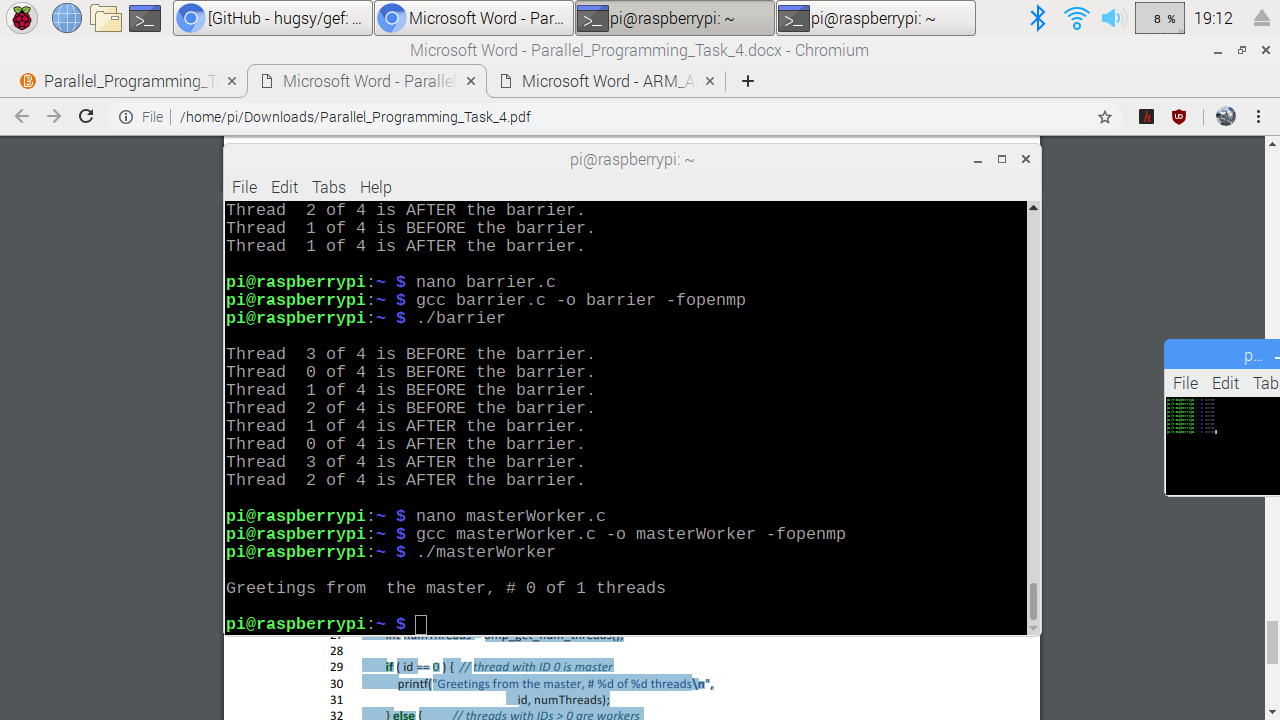 [GitHub - hugsy/gef: ...
Microsoft Word - Par...
pi@raspberrypi: ~
pi@raspberrypi: ~
8 %
19:12
Microsoft Word - Parallel_Programming_Task_4.docx - Chromium
Parallel_Programming_T
Microsoft Word - Parallel
Microsoft Word - ARM_A
File
/home/pi/Downloads/Parallel_Programming_Task_4.pdf
pi@raspberrypi: ~
File Edit Tabs Help
Thread  2 of 4 is AFTER the barrier.
Thread  1 of 4 is BEFORE the barrier.
Thread  1 of 4 is AFTER the barrier.
pi@raspberrypi:~ $ nano barrier.c
pi@raspberrypi:~ $ gcc barrier.c -o barrier -fopenmp
pi@raspberrypi:~ $ ./barrier
Thread  3 of 4 is BEFORE the barrier.
Thread  0 of 4 is BEFORE the barrier.
Thread  1 of 4 is BEFORE the barrier.
Thread  2 of 4 is BEFORE the barrier.
Thread  1 of 4 is AFTER the barrier.
Thread  0 of 4 is AFTER the barrier.
Thread  3 of 4 is AFTER the barrier.
Thread  2 of 4 is AFTER the barrier.
pi@raspberrypi:~ $ nano masterWorker.c
pi@raspberrypi:~ $ gcc masterWorker.c -o masterWorker -fopenmp
pi@raspberrypi:~ $ ./masterWorker
Greetings from  the master, # 0 of 1 threads
pi@raspberrypi:~ $
p...
File Edit Tab
28
29 if ( id == 0 ) { // thread with ID 0 is master
30 printf("Greetings from the master, # %d of %d threads\n",
31 id, numThreads);
32 } else { // threads with IDs > 0 are workers